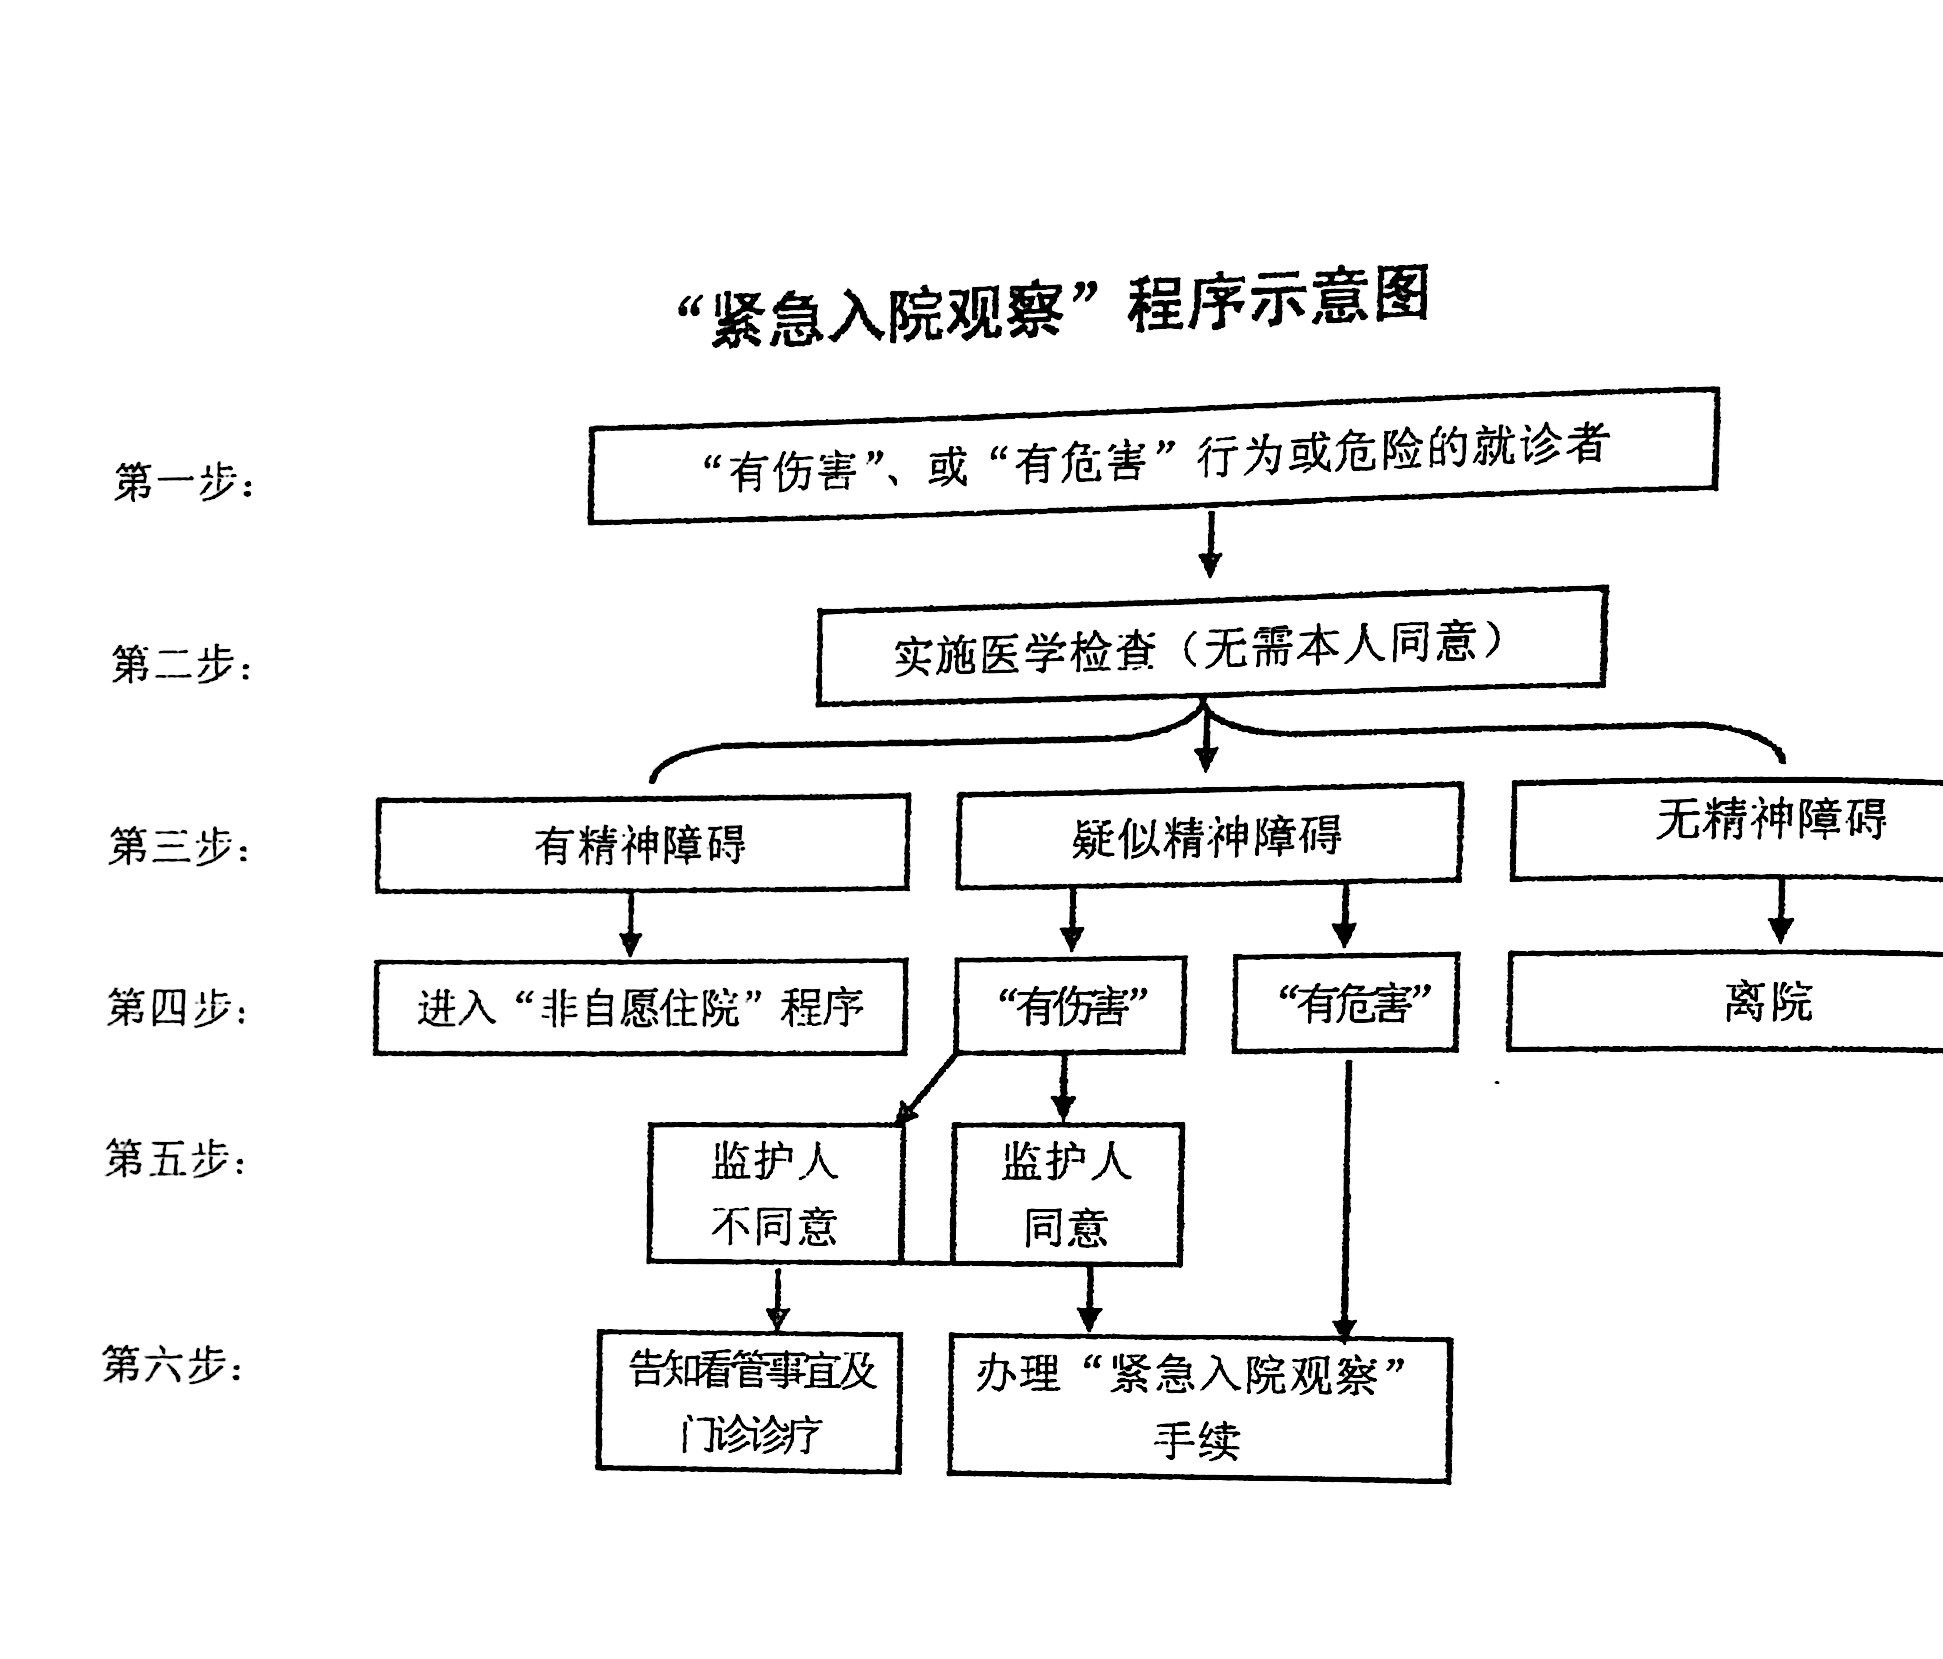 “紧急入院观察”程序示意图
第一步：
“有伤害”、或“有危害”行为或危险的就诊者
第二步：
实施医学检查（无需本人同意）
第三步：
有精神障碍
疑似精神障碍
无精神障碍
第四步：
进入“非自愿住院”程序
“有伤害”
“有危害”
离院
第五步：
监护人
不同意
监护人
同意
第六步：
告知看管事宜及
门诊诊疗
办理“紧急入院观察”
手续